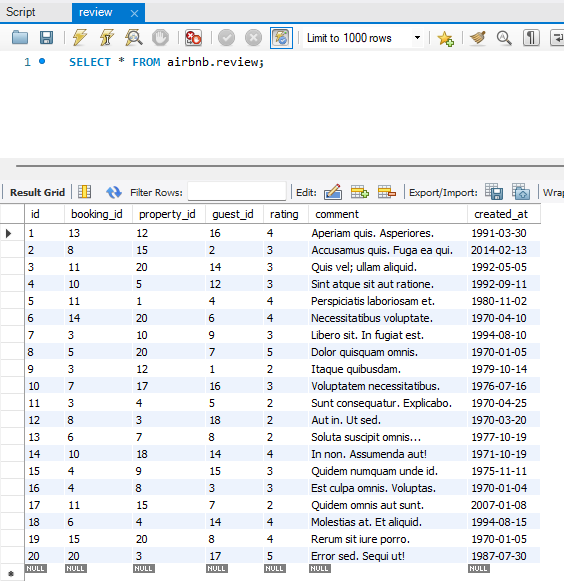 Script review
Limit to 1000 rows
1 SELECT * FROM airbnb.review;
Result Grid Filter Rows: Edit: Export/Import: Wrap
id booking_id property_id guest_id rating comment created_at
1 13 12 16 4 Aperiam quis. Asperiores. 1991-03-30
2 8 15 2 3 Accusamus quis. Fuga ea qui. 2014-02-13
3 11 20 14 3 Quis vel; ullam aliquid. 1992-05-05
4 10 5 12 3 Sint atque sit aut ratione. 1992-09-11
5 11 1 4 4 Perspiciatis laboriosam et. 1980-11-02
6 14 20 6 4 Necessitatibus voluptate. 1970-04-10
7 3 10 9 3 Libero sit. In fugiat est. 1994-08-10
8 5 20 7 5 Dolor quisquam omnis. 1970-01-05
9 3 12 1 2 Itaque quibusdam. 1979-10-14
10 7 17 16 3 Voluptatem necessitatibus. 1976-07-16
11 3 4 5 2 Sunt consequatur. Explicabo. 1970-04-25
12 8 3 18 2 Aut in. Ut sed. 1970-03-20
13 6 7 8 2 Soluta suscipit omnis... 1977-10-19
14 10 18 14 4 In non. Assumenda aut! 1971-10-19
15 4 9 15 3 Quidem numquam unde id. 1975-11-11
16 4 8 3 3 Est culpa omnis. Voluptas. 1970-01-04
17 11 15 7 2 Quidem omnis aut sunt. 2007-01-08
18 6 4 14 4 Molestias at. Et aliquid. 1994-08-15
19 15 20 8 4 Rerum sit iure porro. 1970-01-05
20 20 3 17 5 Error sed. Sequi ut! 1987-07-30
NULL NULL NULL NULL NULL NULL NULL